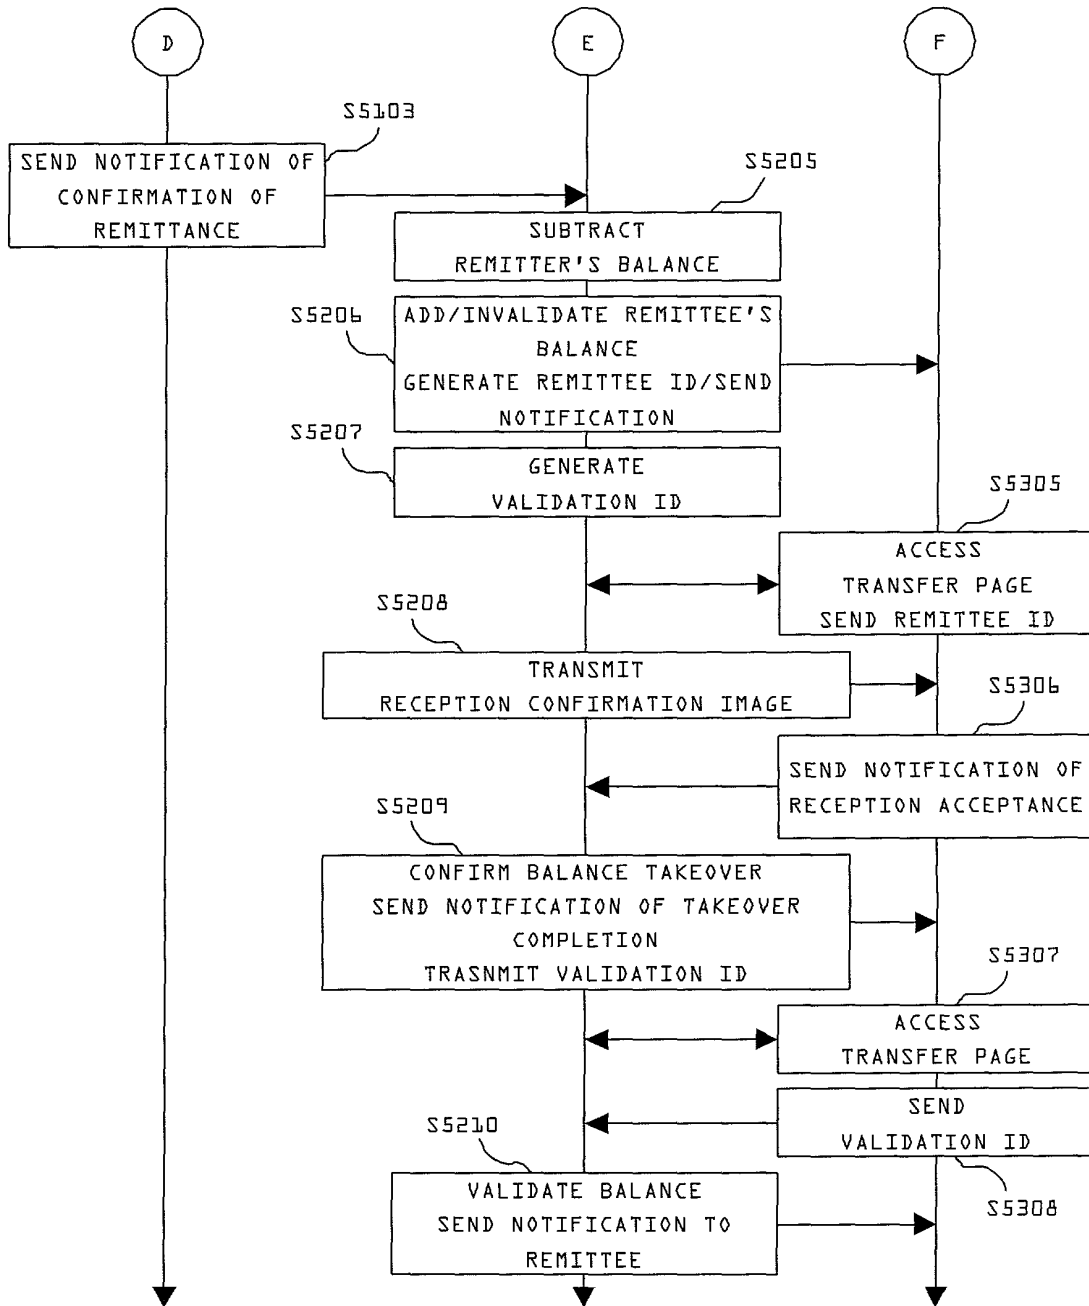 D
E
F
S5103
SEND NOTIFICATION OF
CONFIRMATION OF
REMITTANCE
S5205
SUBTRACT
REMITTER'S BALANCE
S5206
ADD/INVALIDATE REMITTEE'S
BALANCE
GENERATE REMITTEE ID/SEND
NOTIFICATION
S5207
GENERATE
VALIDATION ID
S5305
ACCESS
TRANSFER PAGE
SEND REMITTEE ID
S5208
TRANSMIT
RECEPTION CONFIRMATION IMAGE
S5306
SEND NOTIFICATION OF
RECEPTION ACCEPTANCE
S5209
CONFIRM BALANCE TAKEOVER
SEND NOTIFICATION OF TAKEOVER
COMPLETION
TRASNMIT VALIDATION ID
S5307
ACCESS
TRANSFER PAGE
SEND
VALIDATION ID
S5308
S5210
VALIDATE BALANCE
SEND NOTIFICATION TO
REMITTEE